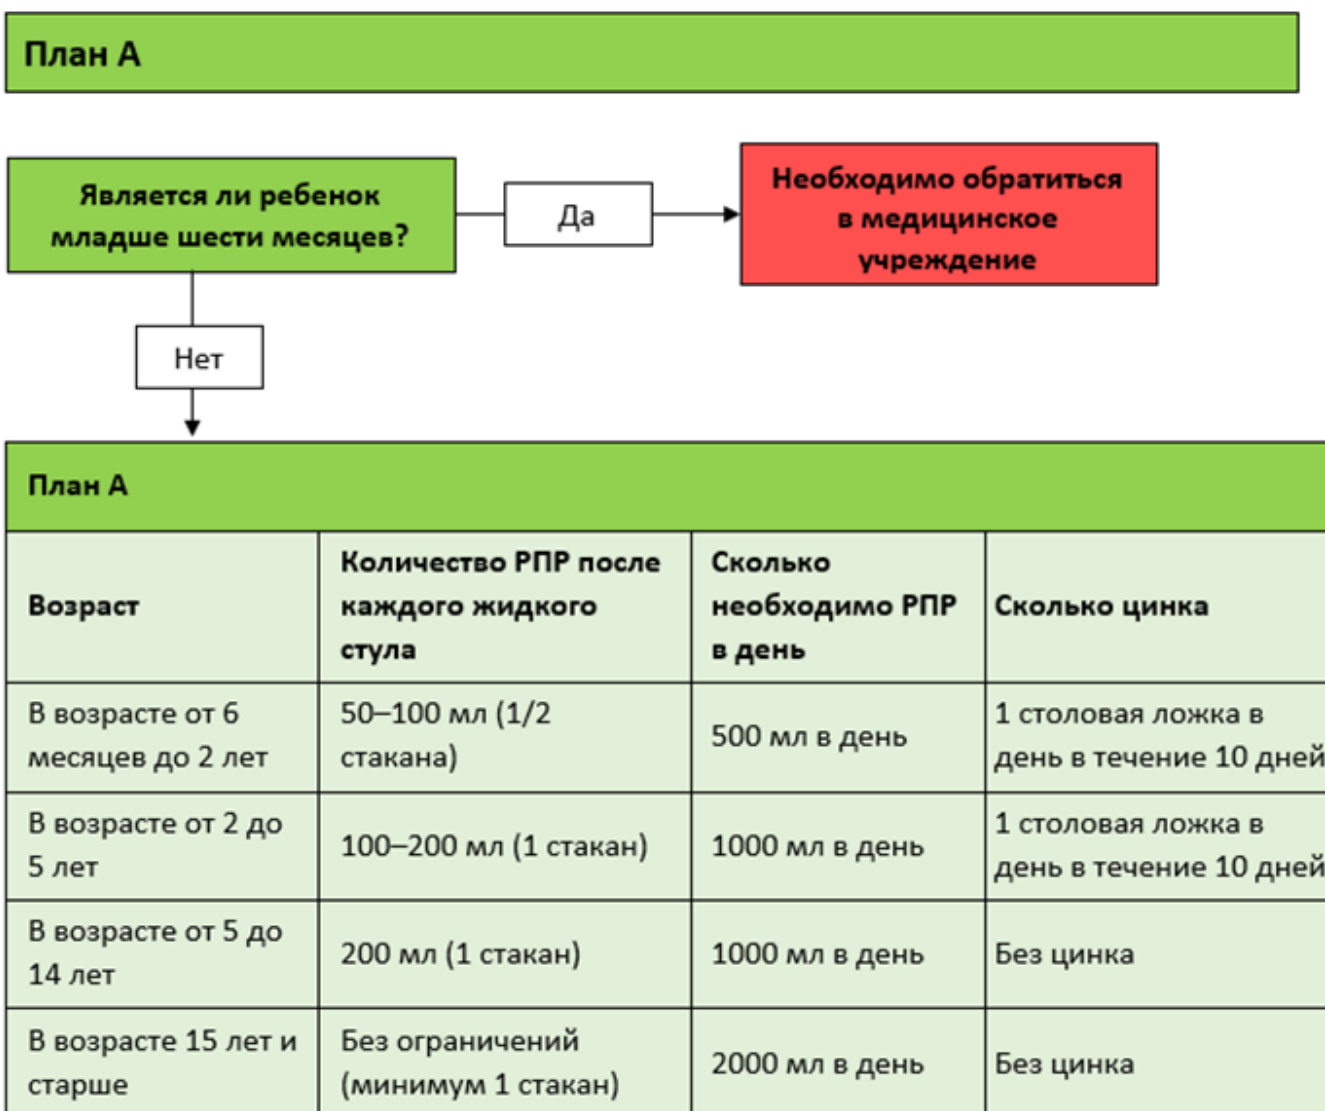 План А
Является ли ребенок
младше шести месяцев?
Да
Необходимо обратиться
в медицинское
учреждение
Нет
План А
Возраст
Количество РПР после
каждого жидкого
стула
Сколько
необходимо РПР
в день
Сколько цинка
В возрасте от 6
месяцев до 2 лет
50–100 мл (1/2
стакана)
500 мл в день
1 столовая ложка в
день в течение 10 дней
В возрасте от 2 до
5 лет
100–200 мл (1 стакан)
1000 мл в день
1 столовая ложка в
день в течение 10 дней
В возрасте от 5 до
14 лет
200 мл (1 стакан)
1000 мл в день
Без цинка
В возрасте 15 лет и
старше
Без ограничений
(минимум 1 стакан)
2000 мл в день
Без цинка